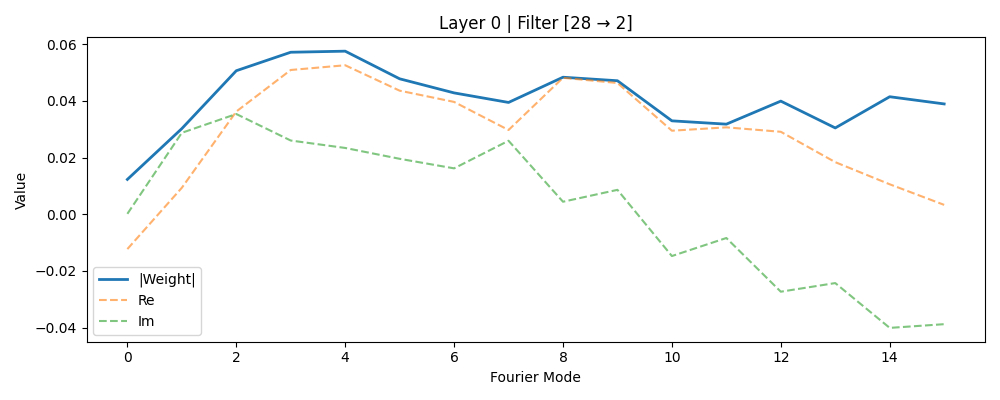 Layer 0 | Filter [28 → 2]
Value
0.06
0.04
0.02
0.00
−0.02
−0.04
|Weight|
Re
Im
0 2 4 6 8 10 12 14
Fourier Mode